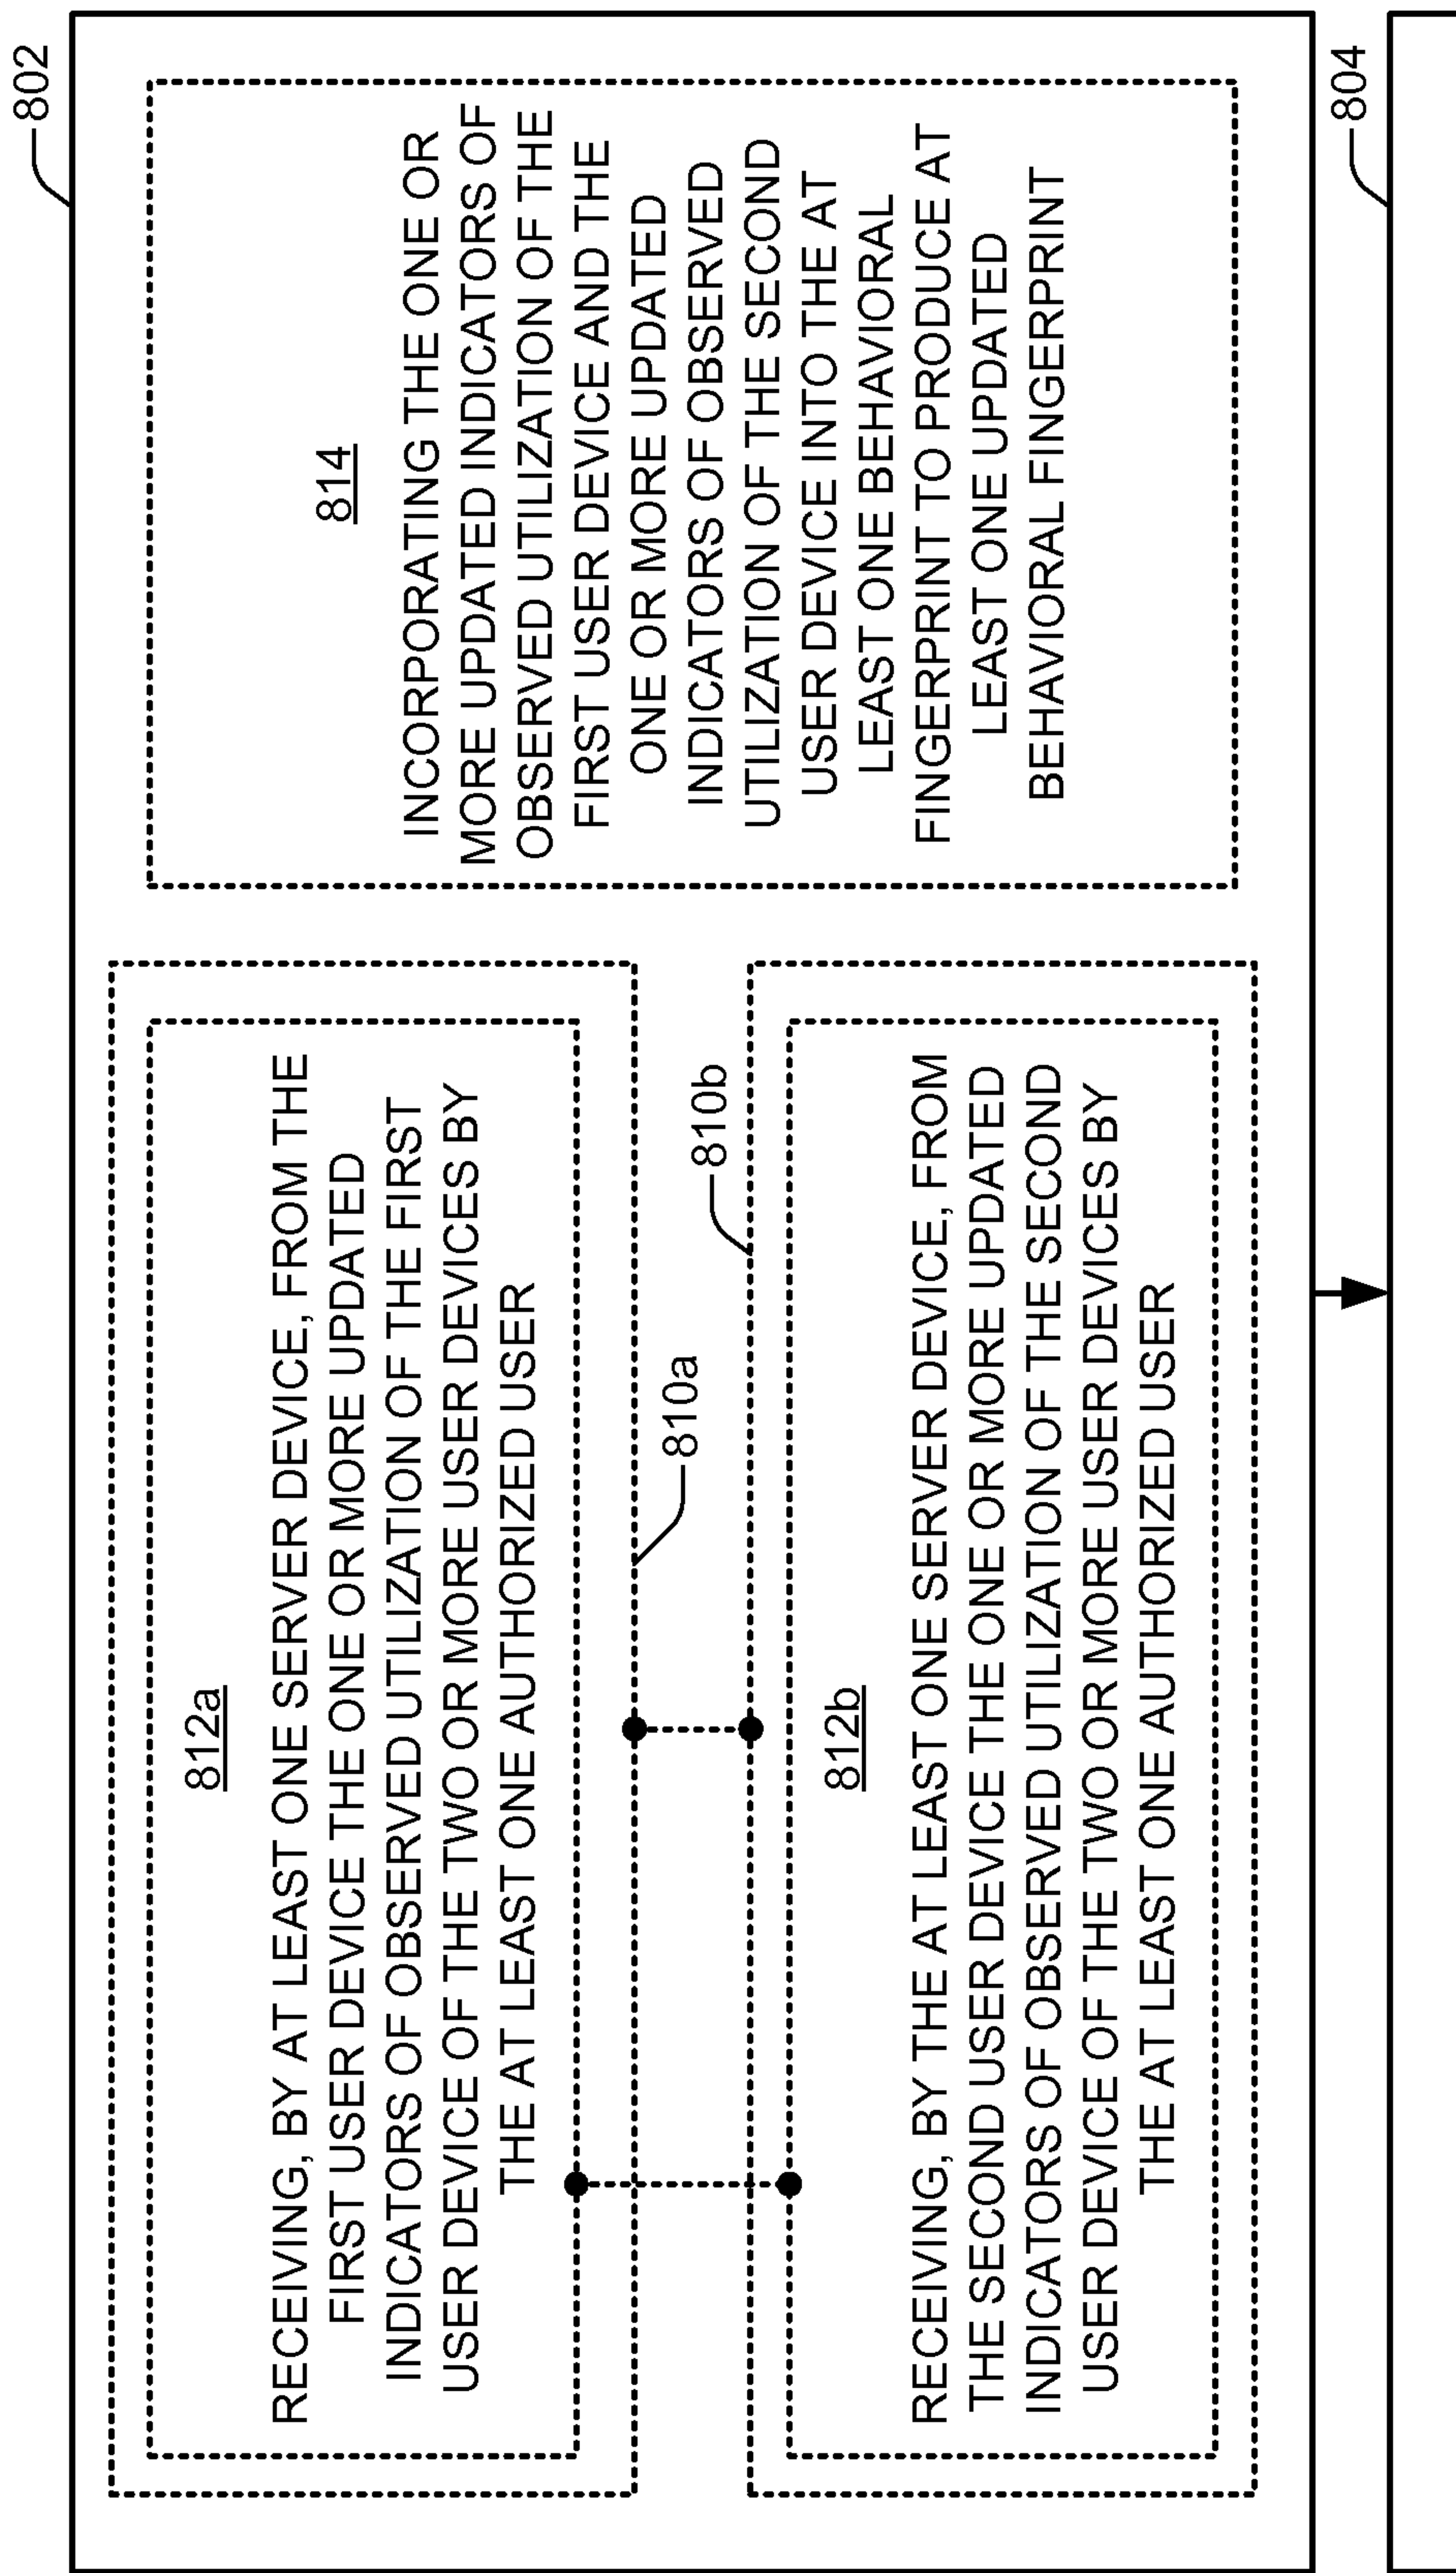 802
812a
RECEIVING, BY AT LEAST ONE SERVER DEVICE, FROM THE
FIRST USER DEVICE THE ONE OR MORE UPDATED
INDICATORS OF OBSERVED UTILIZATION OF THE FIRST
USER DEVICE OF THE TWO OR MORE USER DEVICES BY
THE AT LEAST ONE AUTHORIZED USER
810a
810b
812b
RECEIVING, BY THE AT LEAST ONE SERVER DEVICE, FROM
THE SECOND USER DEVICE THE ONE OR MORE UPDATED
INDICATORS OF OBSERVED UTILIZATION OF THE SECOND
USER DEVICE OF THE TWO OR MORE USER DEVICES BY
THE AT LEAST ONE AUTHORIZED USER
814
INCORPORATING THE ONE OR
MORE UPDATED INDICATORS OF
OBSERVED UTILIZATION OF THE
FIRST USER DEVICE AND THE
ONE OR MORE UPDATED
INDICATORS OF OBSERVED
UTILIZATION OF THE SECOND
USER DEVICE INTO THE AT
LEAST ONE BEHAVIORAL
FINGERPRINT TO PRODUCE AT
LEAST ONE UPDATED
BEHAVIORAL FINGERPRINT
804